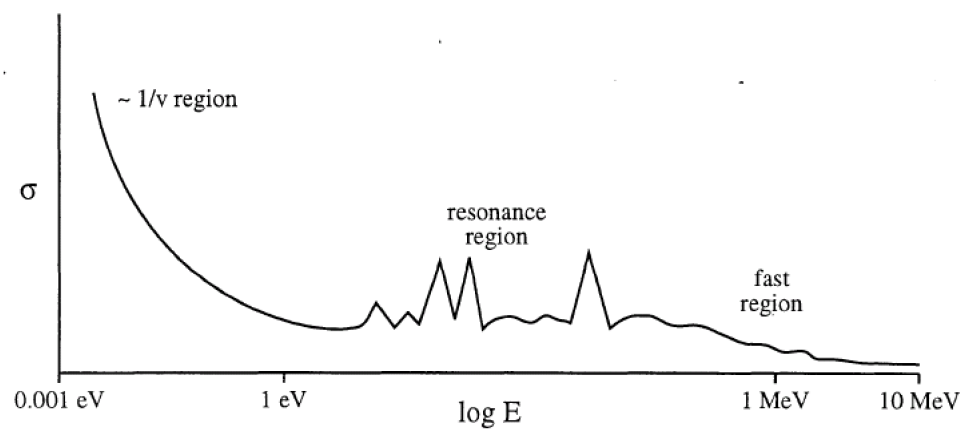 ~ 1/v region
σ
resonance
region
fast
region
0.001 eV
1 eV
log E
1 MeV
10 MeV